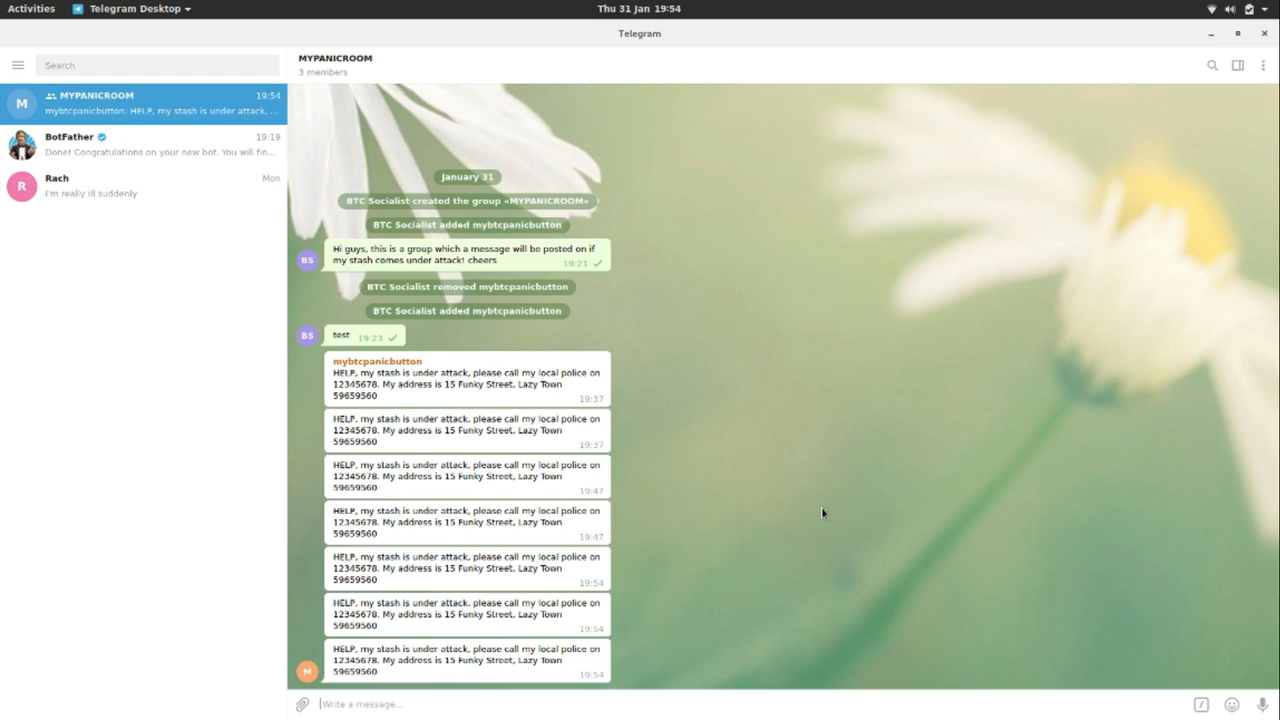 Activities
Telegram Desktop
Thu 31 Jan 19:54
Telegram
Search
M
MYPANICROOM
19:54
mybtcpanicbutton: HELP, my stash is under attack, ...
BotFather
19:19
Done! Congratulations on your new bot. You will fin...
R
Rach
Mon
I'm really ill suddenly
MYPANICROOM
3 members
January 31
BTC Socialist created the group «MYPANICROOM»
BTC Socialist added mybtcpanicbutton
BS
Hi guys, this is a group which a message will be posted on if
my stash comes under attack! cheers
19:21
BTC Socialist removed mybtcpanicbutton
BTC Socialist added mybtcpanicbutton
BS
test
19:23
mybtcpanicbutton
HELP, my stash is under attack, please call my local police on
12345678. My address is 15 Funky Street, Lazy Town
59659560
19:37
HELP, my stash is under attack, please call my local police on
12345678. My address is 15 Funky Street, Lazy Town
59659560
19:37
HELP, my stash is under attack, please call my local police on
12345678. My address is 15 Funky Street, Lazy Town
59659560
19:47
HELP, my stash is under attack, please call my local police on
12345678. My address is 15 Funky Street, Lazy Town
59659560
19:47
HELP, my stash is under attack, please call my local police on
12345678. My address is 15 Funky Street, Lazy Town
59659560
19:54
HELP, my stash is under attack, please call my local police on
12345678. My address is 15 Funky Street, Lazy Town
59659560
19:54
HELP, my stash is under attack, please call my local police on
12345678. My address is 15 Funky Street, Lazy Town
59659560
19:54
M
Write a message...